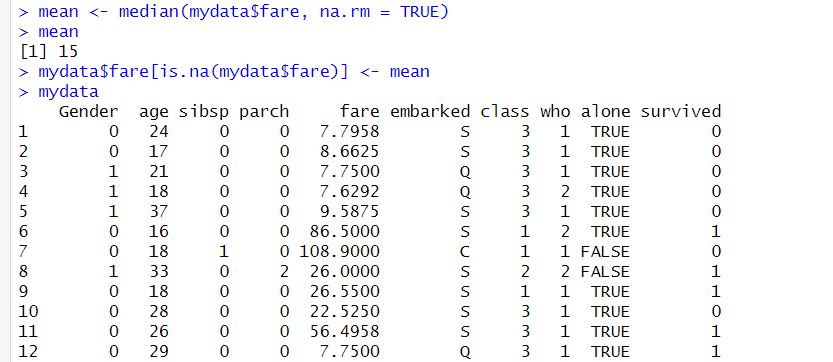 > mean <- median(mydata$fare, na.rm = TRUE)
> mean
[1] 15
> mydata$fare[is.na(mydata$fare)] <- mean
> mydata
   Gender age sibsp parch     fare embarked class who alone survived
1       0  24     0     0   7.7958        S     3   1  TRUE        0
2       0  17     0     0   8.6625        S     3   1  TRUE        0
3       1  21     0     0   7.7500        Q     3   1  TRUE        0
4       1  18     0     0   7.6292        Q     3   2  TRUE        0
5       1  37     0     0   9.5875        S     3   1  TRUE        0
6       0  16     0     0  86.5000        S     1   2  TRUE        1
7       0  18     1     0 108.9000        C     1   1 FALSE        0
8       1  33     0     2  26.0000        S     2   2 FALSE        1
9       0  18     0     0  26.5500        S     1   1  TRUE        1
10      0  28     0     0  22.5250        S     3   1  TRUE        0
11      0  26     0     0  56.4958        S     3   1  TRUE        1
12      0  29     0     0   7.7500        Q     3   1  TRUE        1